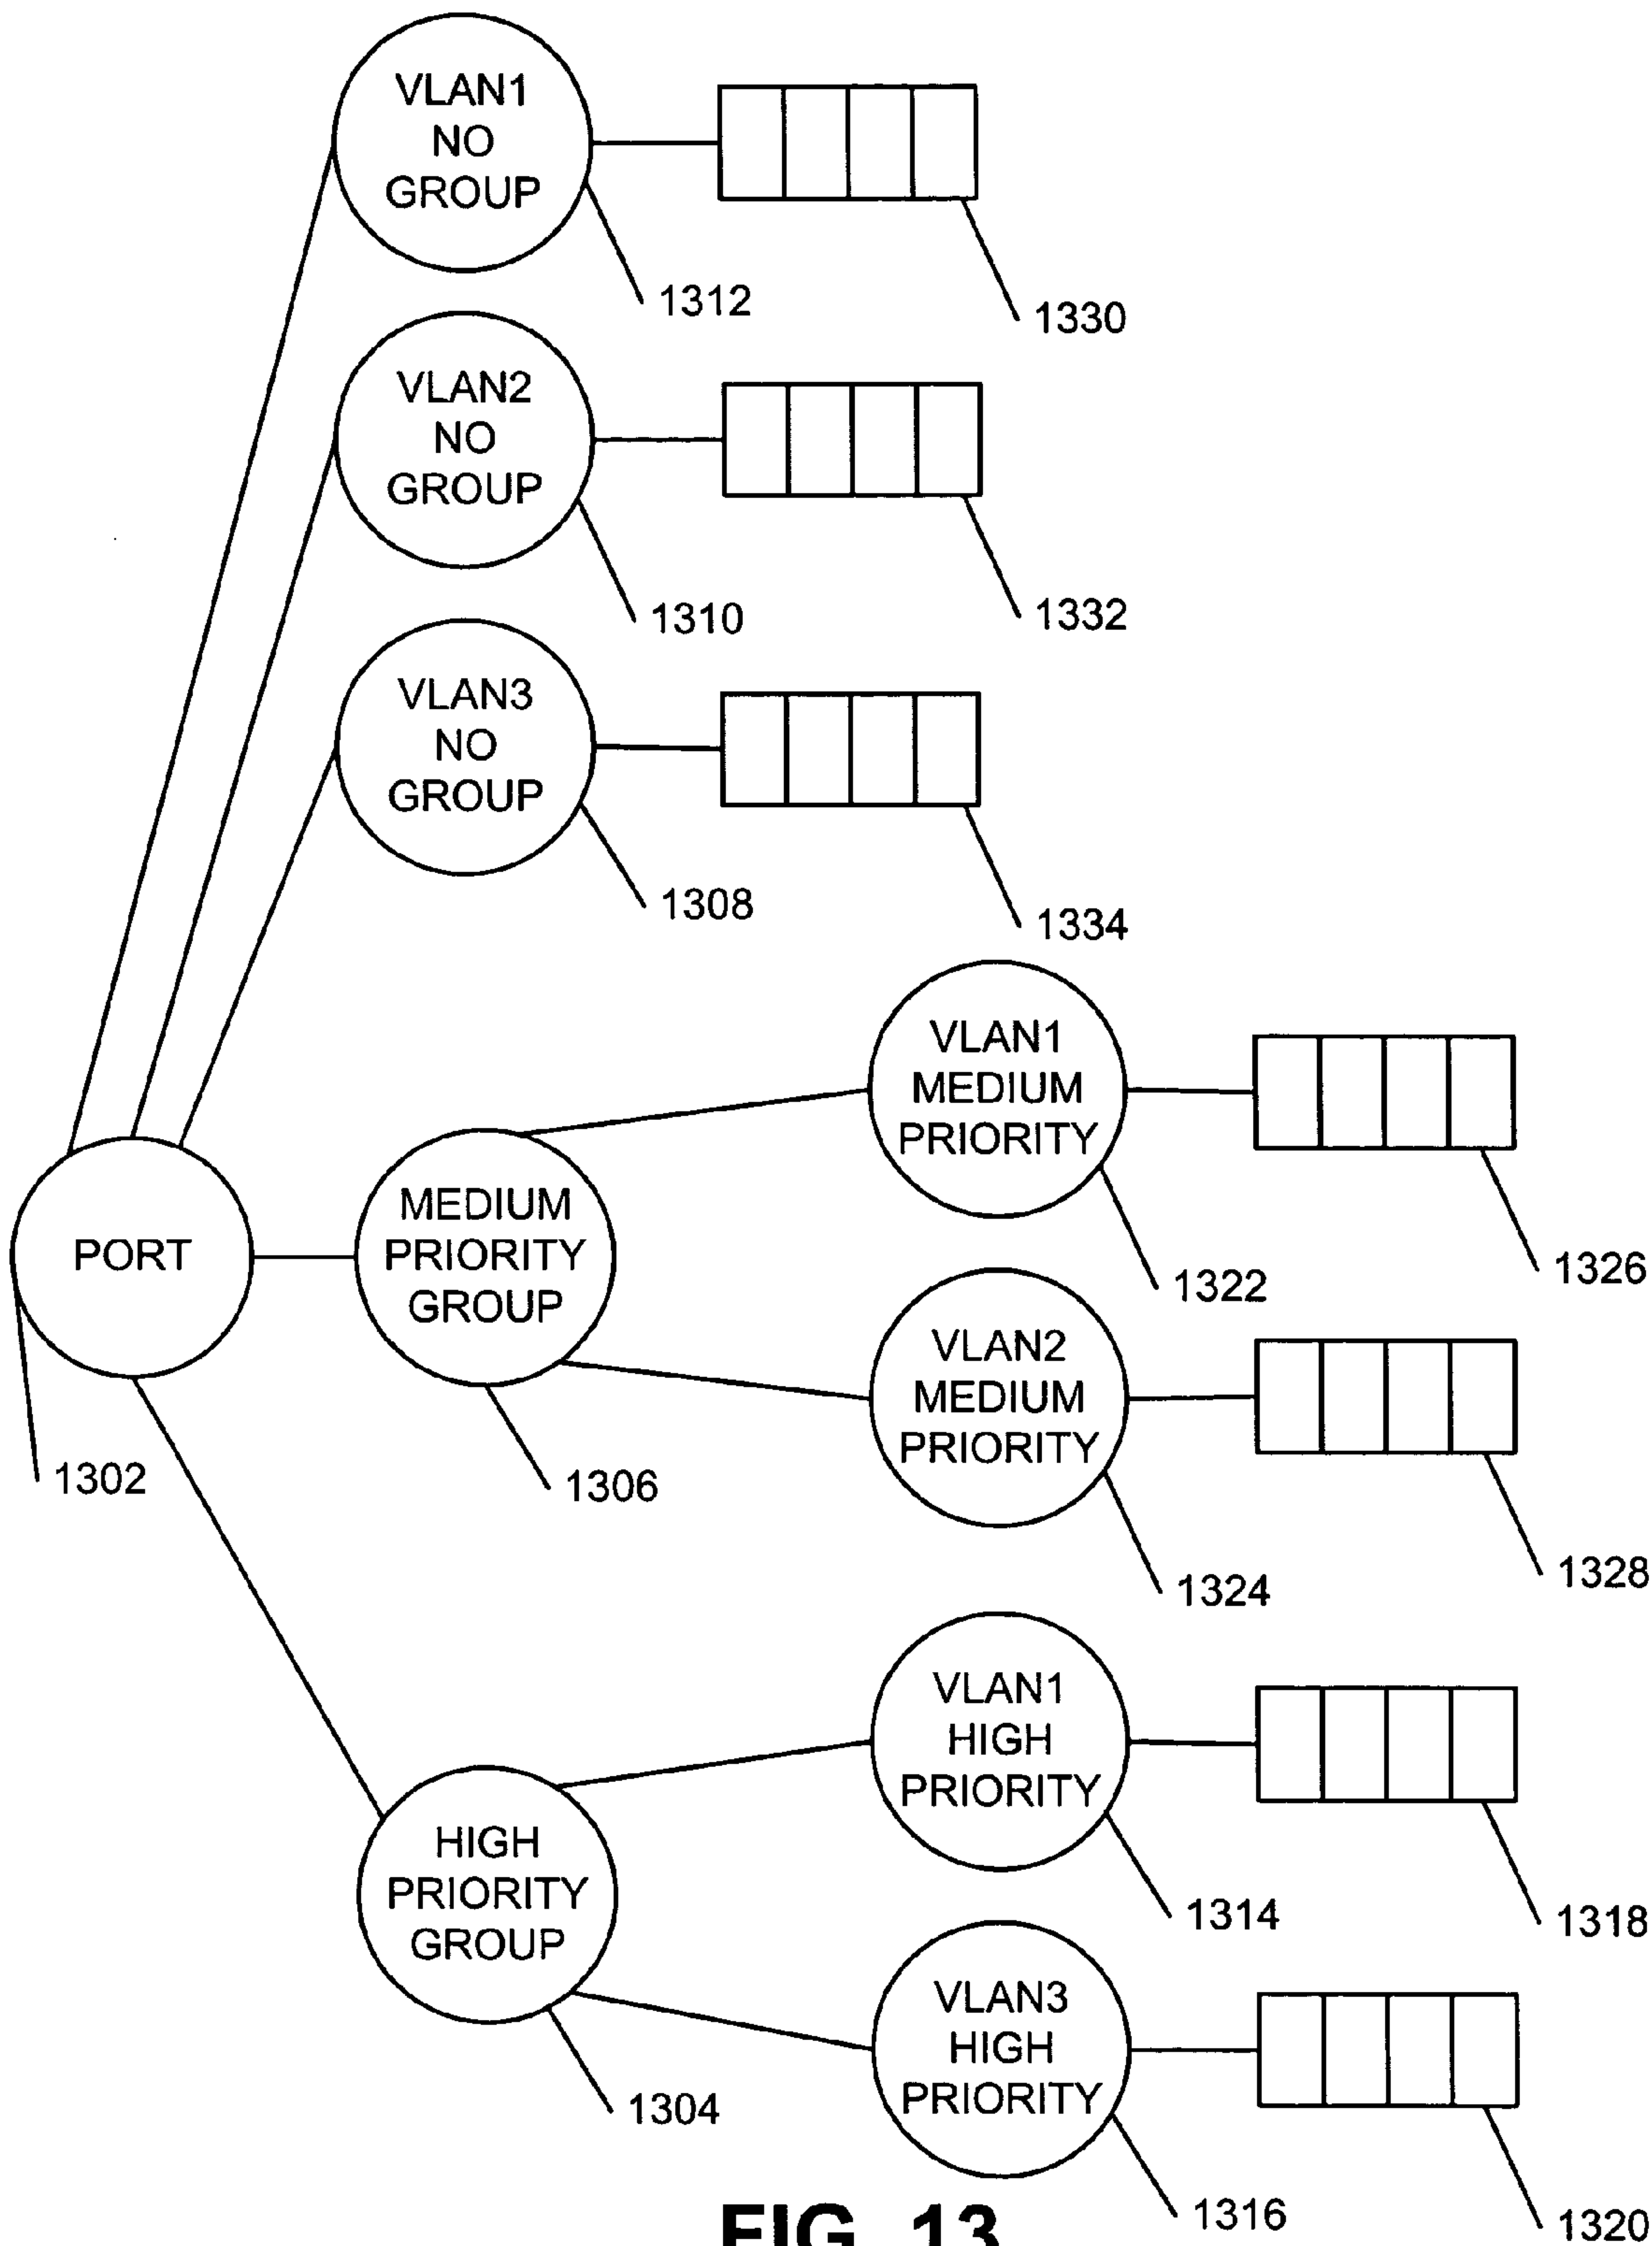 VLAN1
NO
GROUP
1312
1330
VLAN2
NO
GROUP
1310
1332
VLAN3
NO
GROUP
1308
1334
VLAN1
MEDIUM
PRIORITY
1322
1326
PORT
1302
MEDIUM
PRIORITY
GROUP
1306
VLAN2
MEDIUM
PRIORITY
1324
1328
VLAN1
HIGH
PRIORITY
1314
1318
HIGH
PRIORITY
GROUP
1304
VLAN3
HIGH
PRIORITY
1316
1320
FIG. 13